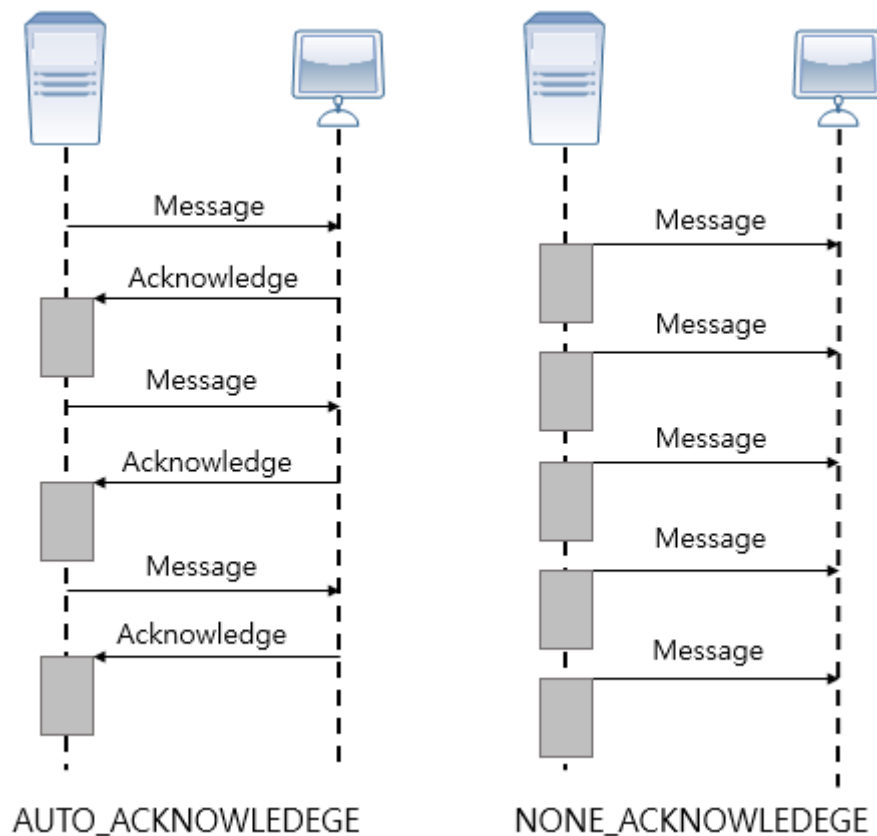 Message
Acknowledge
Message
Acknowledge
Message
Acknowledge
AUTO_ACKNOWLEDEGE
Message
Message
Message
Message
Message
NONE_ACKNOWLEDEGE